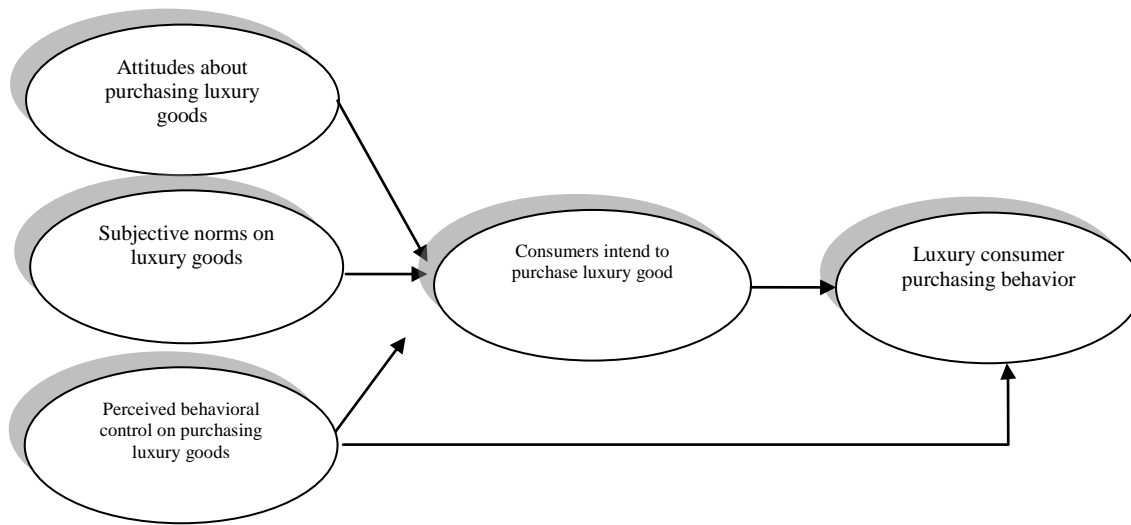 Attitudes about
purchasing luxury
goods
Subjective norms on
luxury goods
Consumers intend to
purchase luxury good
Luxury consumer
purchasing behavior
Perceived behavioral
control on purchasing
luxury goods